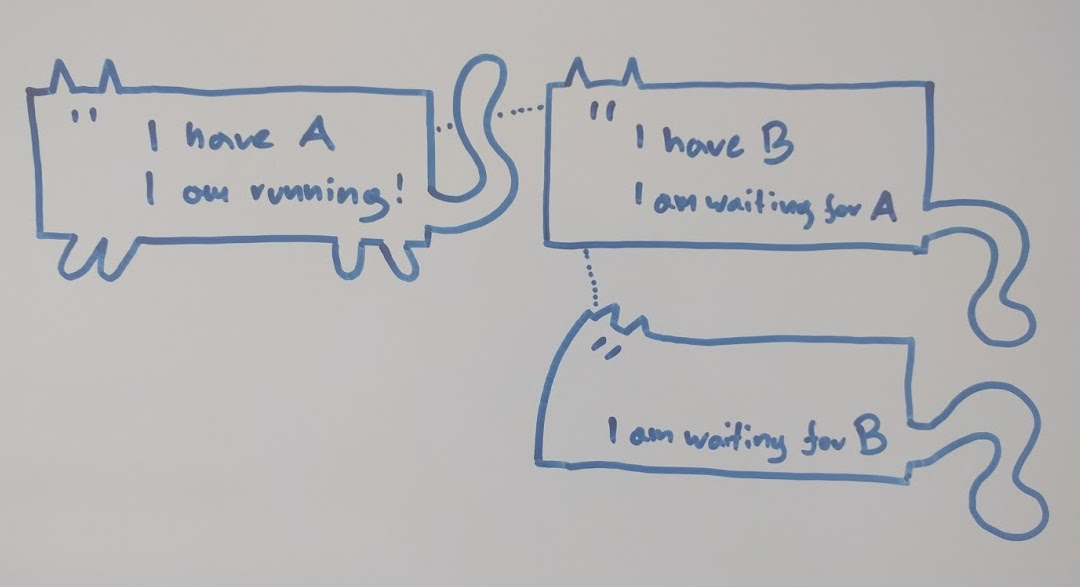 I have A
I am running!
I have B
I am waiting for A
I am waiting for B